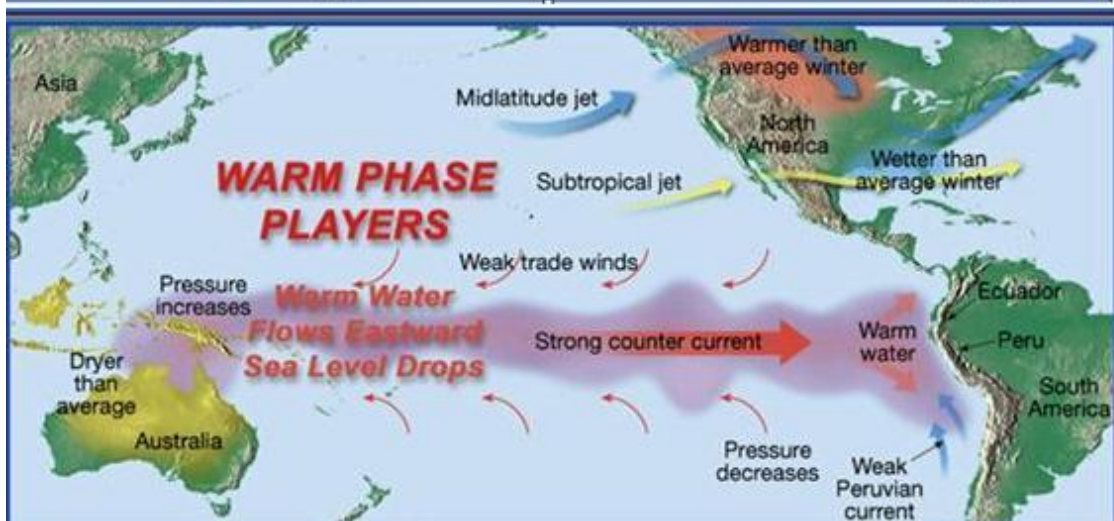 Asia
Midlatitude jet
Warmer than
average winter
North
America
Wetter than
average winter
Subtropical jet
WARM PHASE
PLAYERS
Weak trade winds
Pressure
increases
Warm Water
Flows Eastward
Sea Level Drops
Strong counter current
Warm
water
Ecuador
Peru
South
America
Dryer
than
average
Australia
Pressure
decreases
Weak
Peruvian
current